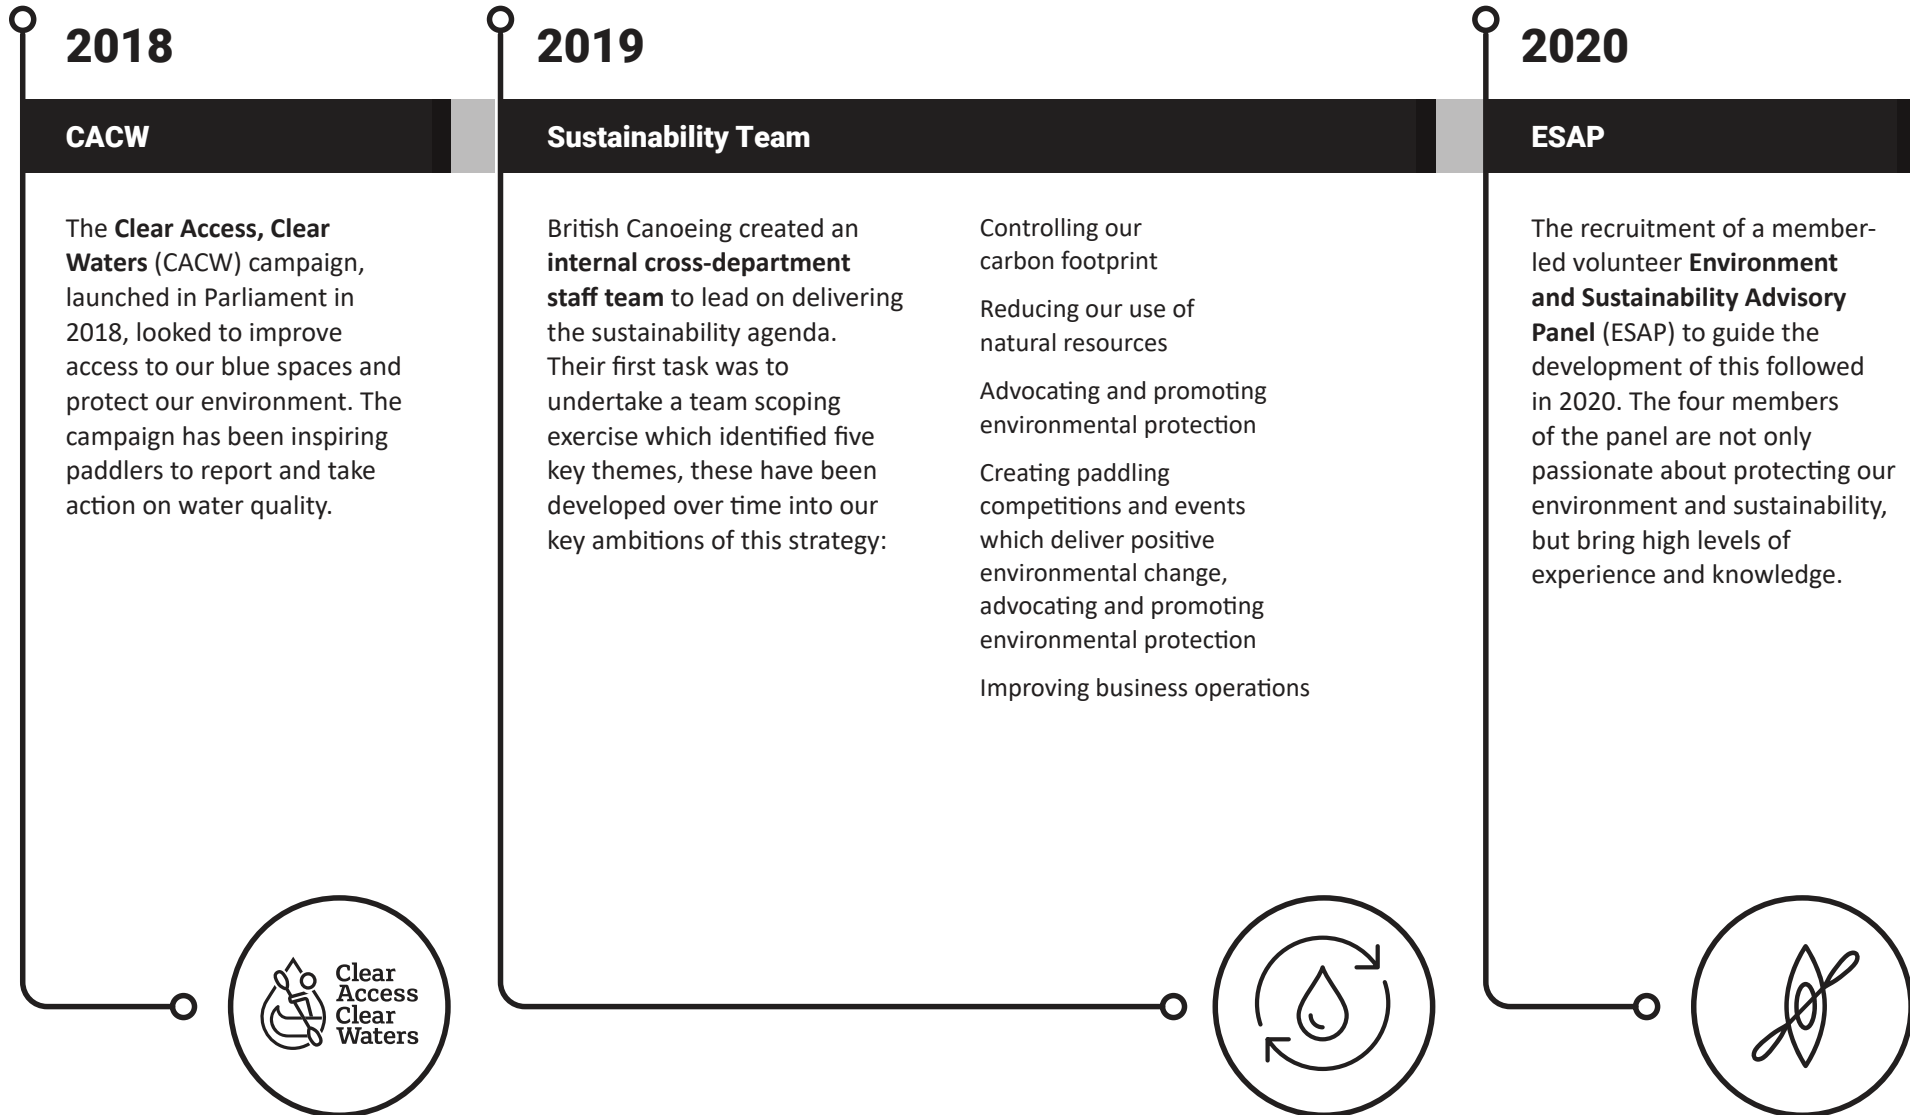 2018
CACW
The Clear Access, Clear
Waters (CACW) campaign,
launched in Parliament in
2018, looked to improve
access to our blue spaces and
protect our environment. The
campaign has been inspiring
paddlers to report and take
action on water quality.
Clear
Access
Clear
Waters
2019
Sustainability Team
British Canoeing created an
internal cross-department
staff team to lead on delivering
the sustainability agenda.
Their first task was to
undertake a team scoping
exercise which identified five
key themes, these have been
developed over time into our
key ambitions of this strategy:
Controlling our
carbon footprint
Reducing our use of
natural resources
Advocating and promoting
environmental protection
Creating paddling
competitions and events
which deliver positive
environmental change,
advocating and promoting
environmental protection
Improving business operations
2020
ESAP
The recruitment of a member-
led volunteer Environment
and Sustainability Advisory
Panel (ESAP) to guide the
development of this followed
in 2020. The four members
of the panel are not only
passionate about protecting our
environment and sustainability,
but bring high levels of
experience and knowledge.